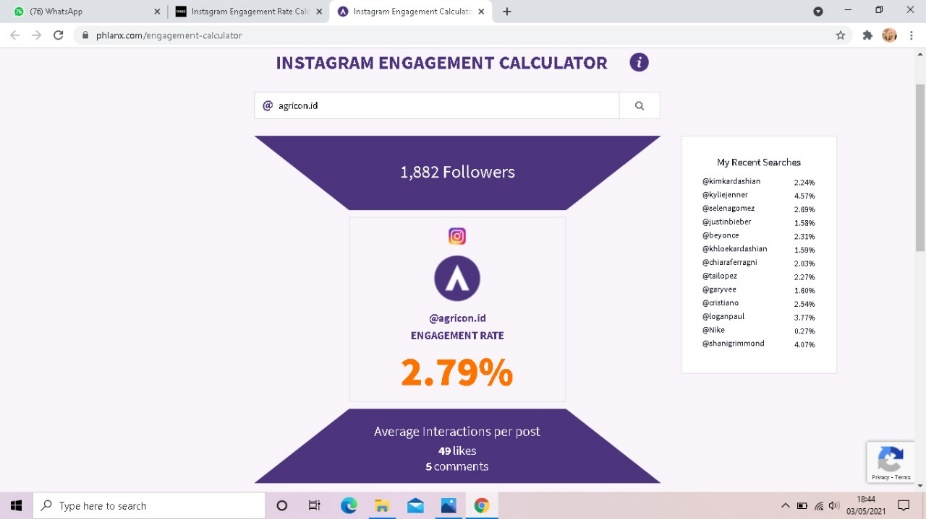 (76) WhatsApp
Instagram Engagement Rate Calc
Instagram Engagement Calculato
phlanx.com/engagement-calculator
INSTAGRAM ENGAGEMENT CALCULATOR i
@ agricon.id
1,882 Followers
@agricon.id
ENGAGEMENT RATE
2.79%
Average Interactions per post
49 likes
5 comments
My Recent Searches
@kimkardashian 2.24%
@kyliejenner 4.57%
@selenagomez 2.69%
@justinbieber 1.58%
@beyonce 2.31%
@khloekardashian 1.59%
@chiaraferragni 2.03%
@tailopez 2.27%
@garyvee 1.80%
@cristiano 2.54%
@loganpaul 3.77%
@Nike 0.27%
@shanigrimmond 4.07%
Privacy - Terms
Type here to search
18:44
03/05/2021